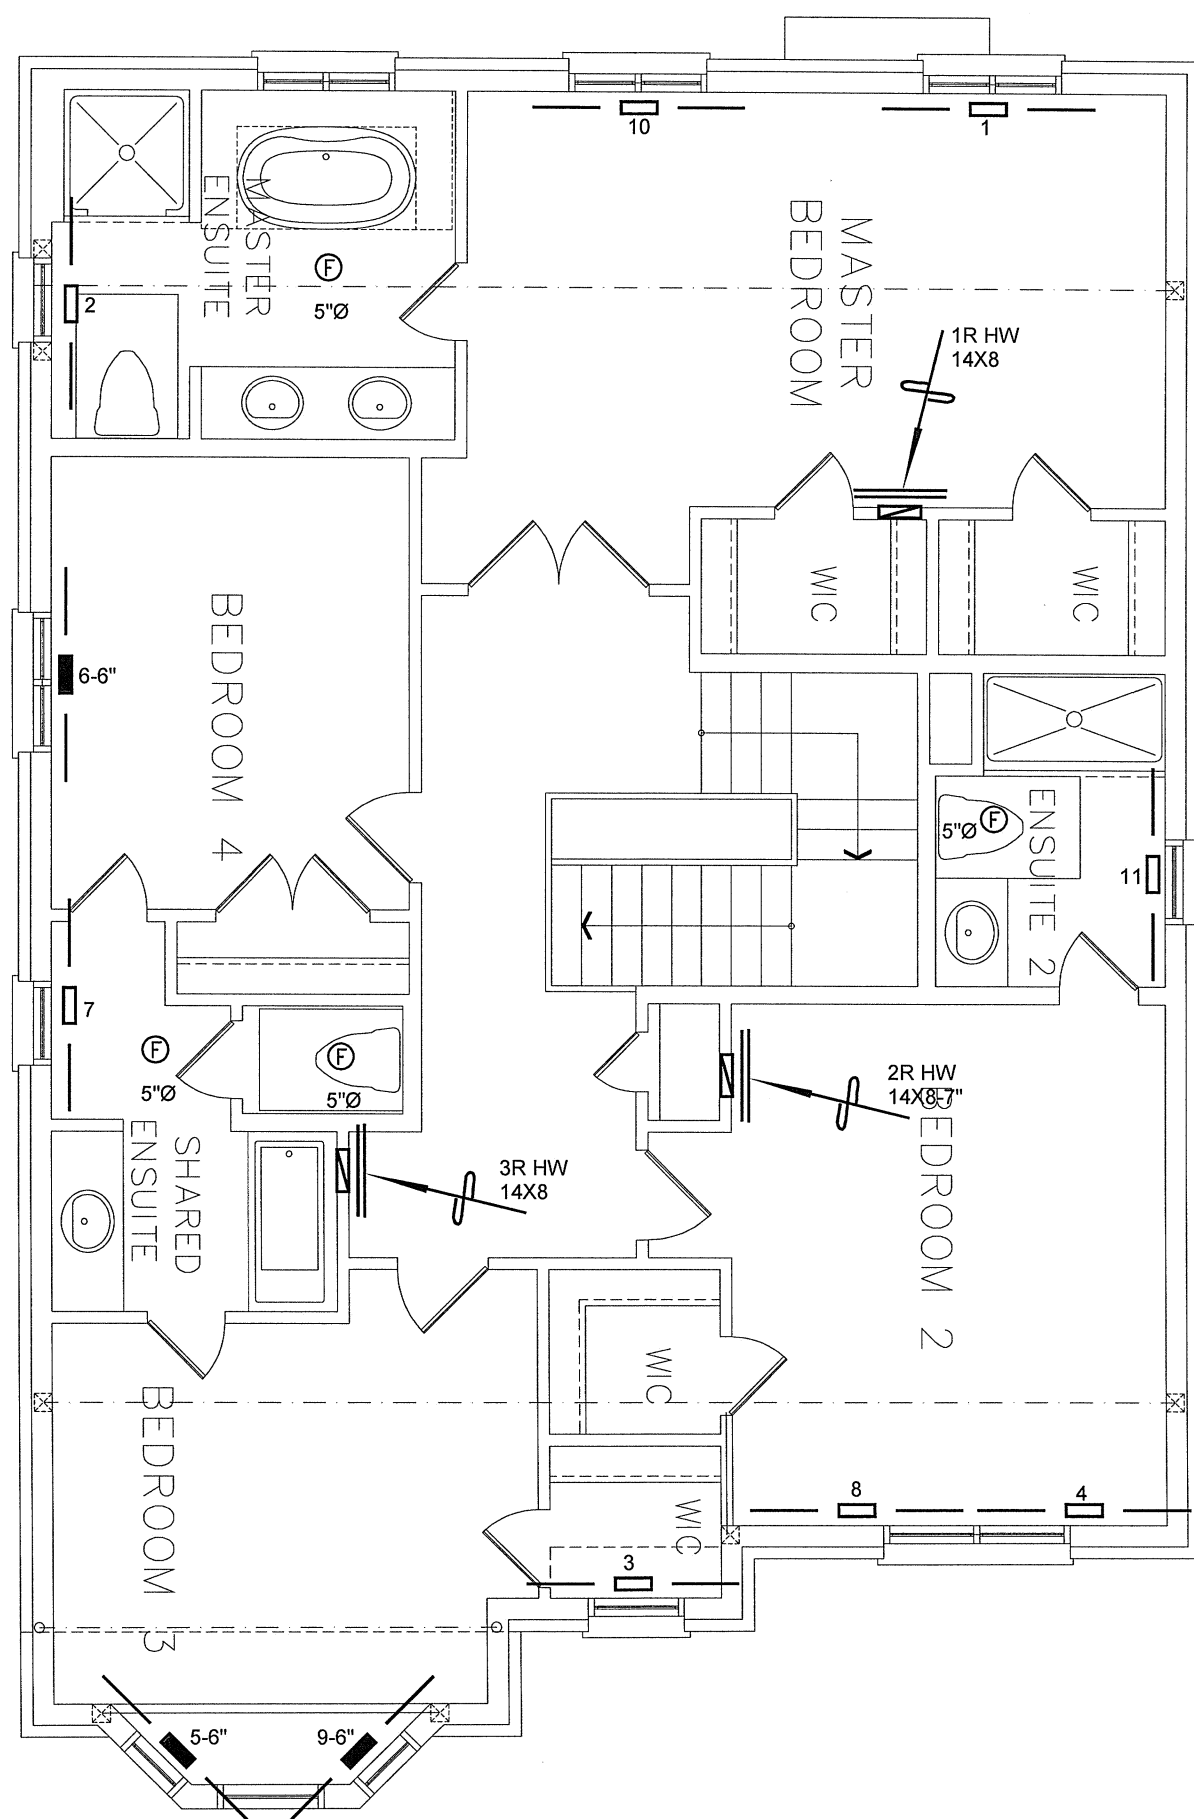 10
1
MASTER
ENSUITE
F
5"Ø
2
MASTER
BEDROOM
1R HW
14X8
WIC
WIC
6-6"
BEDROOM 4
5"Ø
F
ENSUITE 2
11
7
F
5"Ø
F
5"Ø
2R HW
14X8-7"
BEDROOM 2
SHARED
ENSUITE
3R HW
14X8
WIC
BEDROOM 3
8
4
WIC
3
5-6"
9-6"